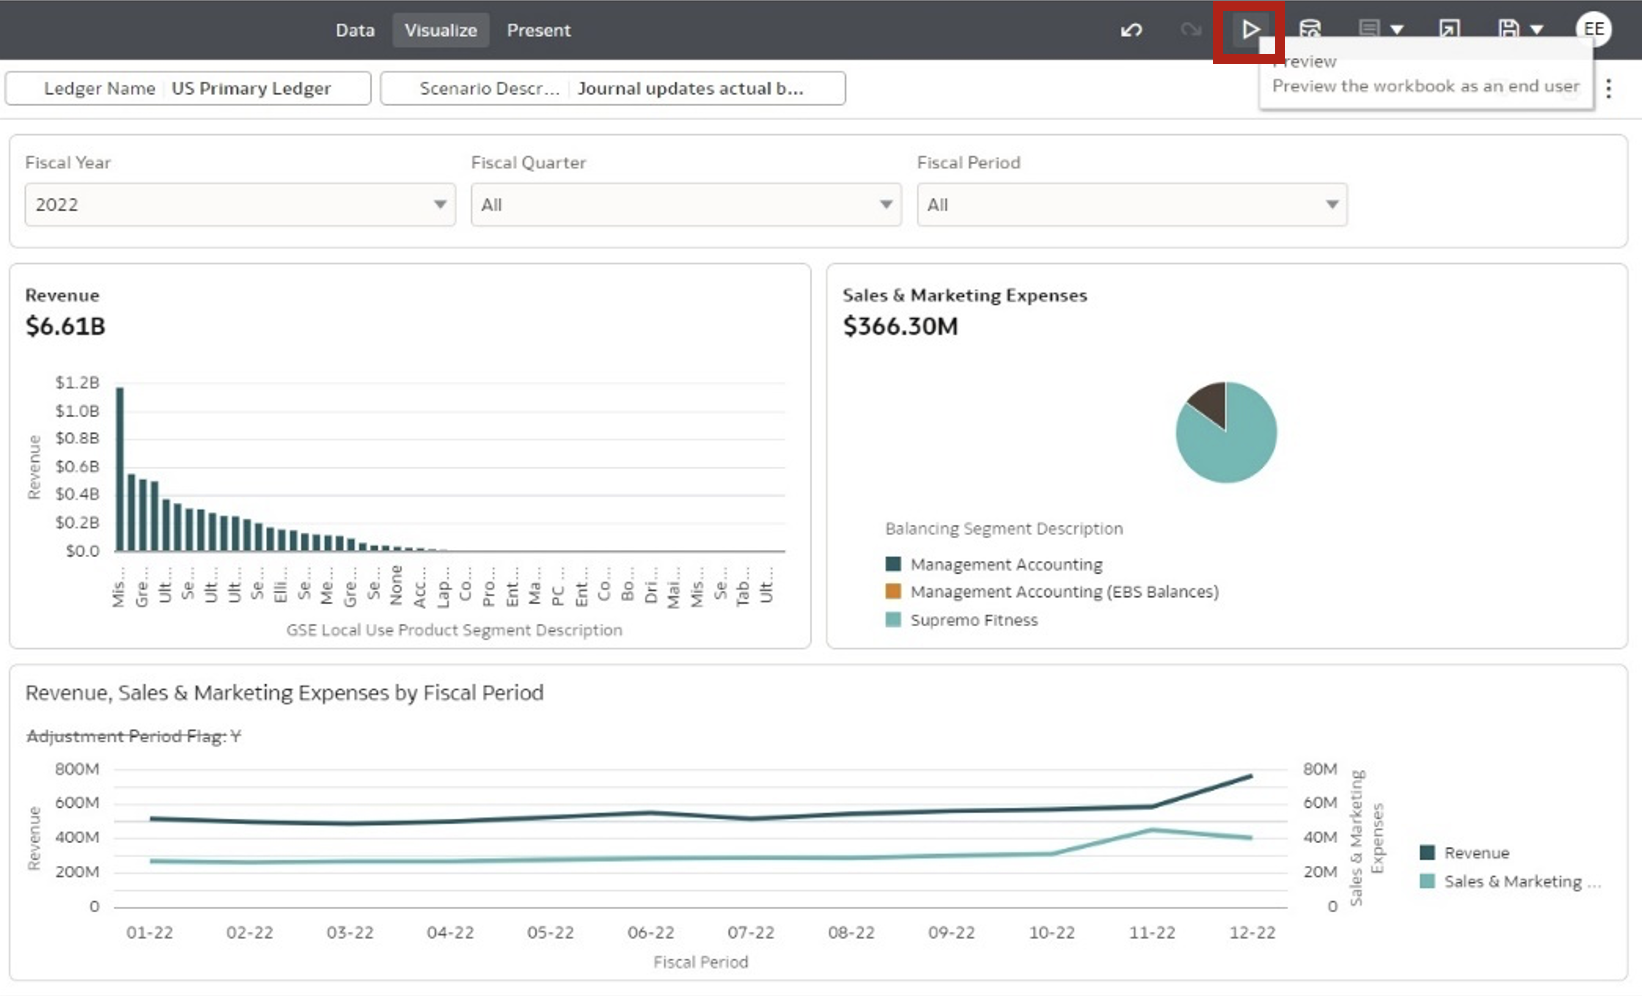 Data Visualize Present
EE
Preview
Preview the workbook as an end user
Ledger Name US Primary Ledger
Scenario Descr... Journal updates actual b...
Fiscal Year
2022
Fiscal Quarter
All
Fiscal Period
All
Revenue
$6.61B
$1.2B
$1.0B
$0.8B
$0.6B
$0.4B
$0.2B
$0.0
Revenue
Mis...
Gre...
Ult...
Se...
Ult...
Ult...
Se...
Elli...
Se...
Me...
Gre...
Se...
None
Acc...
Lap...
Co...
Pro...
Ent...
Ma...
PC ...
Ent...
Co...
Bo...
Dri...
Mai...
Mis...
Se...
Tab...
Ult...
GSE Local Use Product Segment Description
Sales & Marketing Expenses
$366.30M
Balancing Segment Description
Management Accounting
Management Accounting (EBS Balances)
Supremo Fitness
Revenue, Sales & Marketing Expenses by Fiscal Period
Adjustment Period Flag: Y
800M
600M
400M
200M
0
Revenue
80M
60M
40M
20M
0
Sales & Marketing
Expenses
01-22 02-22 03-22 04-22 05-22 06-22 07-22 08-22 09-22 10-22 11-22 12-22
Fiscal Period
Revenue
Sales & Marketing ...